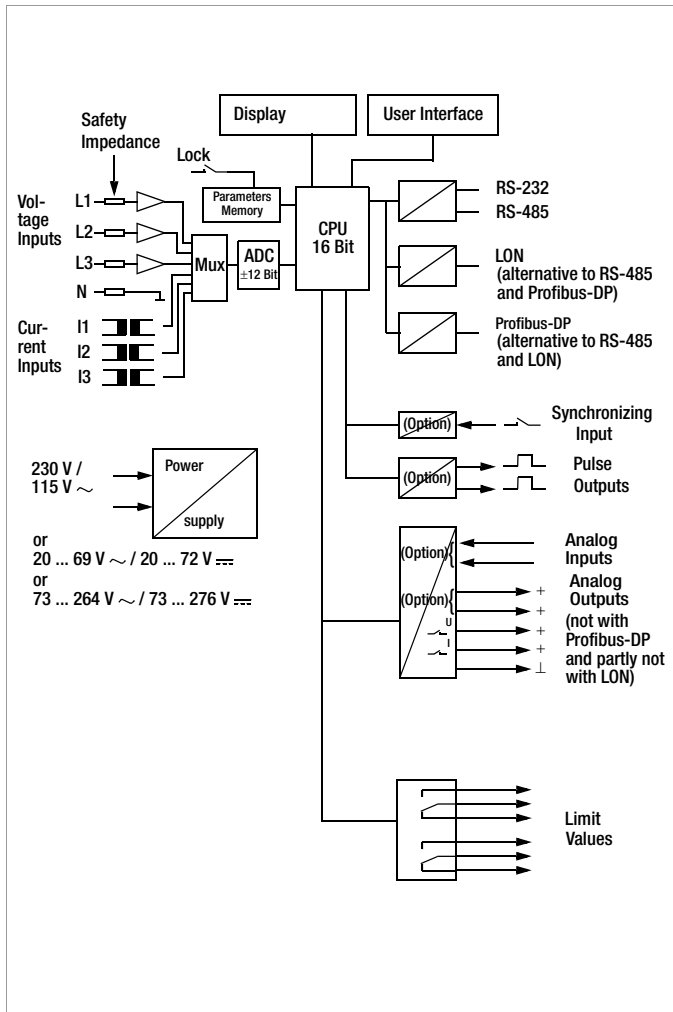 Display
User Interface
Safety
Impedance
Lock
Parameters
Memory
Vol-
tage
Inputs
L1
L2
L3
N
Mux
ADC
±12 Bit
CPU
16 Bit
RS-232
RS-485
LON
(alternative to RS-485
and Profibus-DP)
Profibus-DP
(alternative to RS-485
and LON)
Cur-
rent
Inputs
I1
I2
I3
(Option)
Synchronizing
Input
(Option)
Pulse
Outputs
230 V /
115 V ~
Power
supply
or
20 ... 69 V ~ / 20 ... 72 V ⎓
or
73 ... 264 V ~ / 73 ... 276 V ⎓
(Option){
Analog
Inputs
(Option){
U
I
+
+
+
+
⊥
Analog
Outputs
(not with
Profibus-DP
and partly not
with LON)
Limit
Values